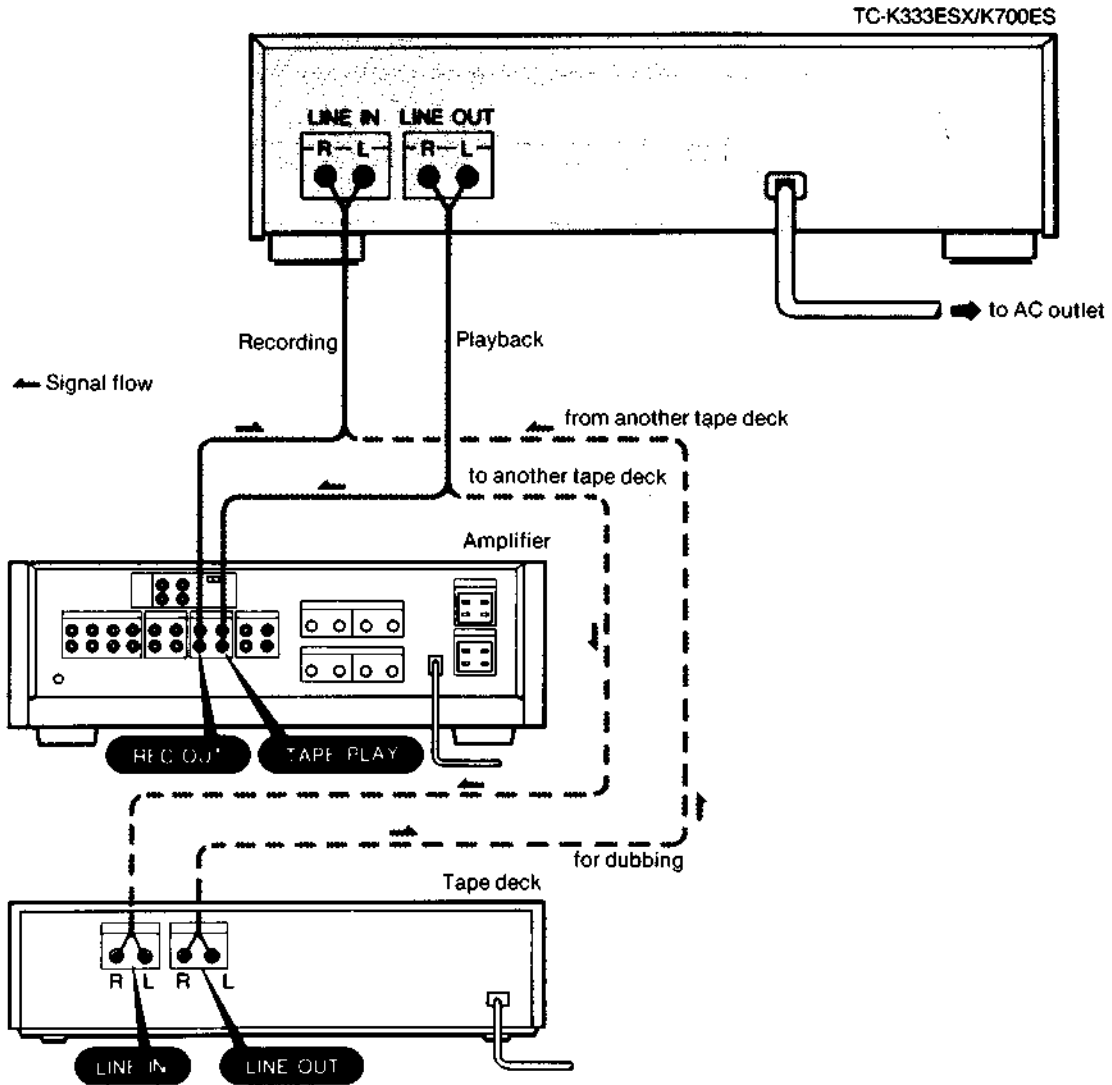 TC-K333ESX/K700ES
LINE IN LINE OUT
R L R L
to AC outlet
Recording
Playback
Signal flow
from another tape deck
to another tape deck
Amplifier
REC OUT TAPE PLAY
for dubbing
Tape deck
R L R L
LINE IN LINE OUT